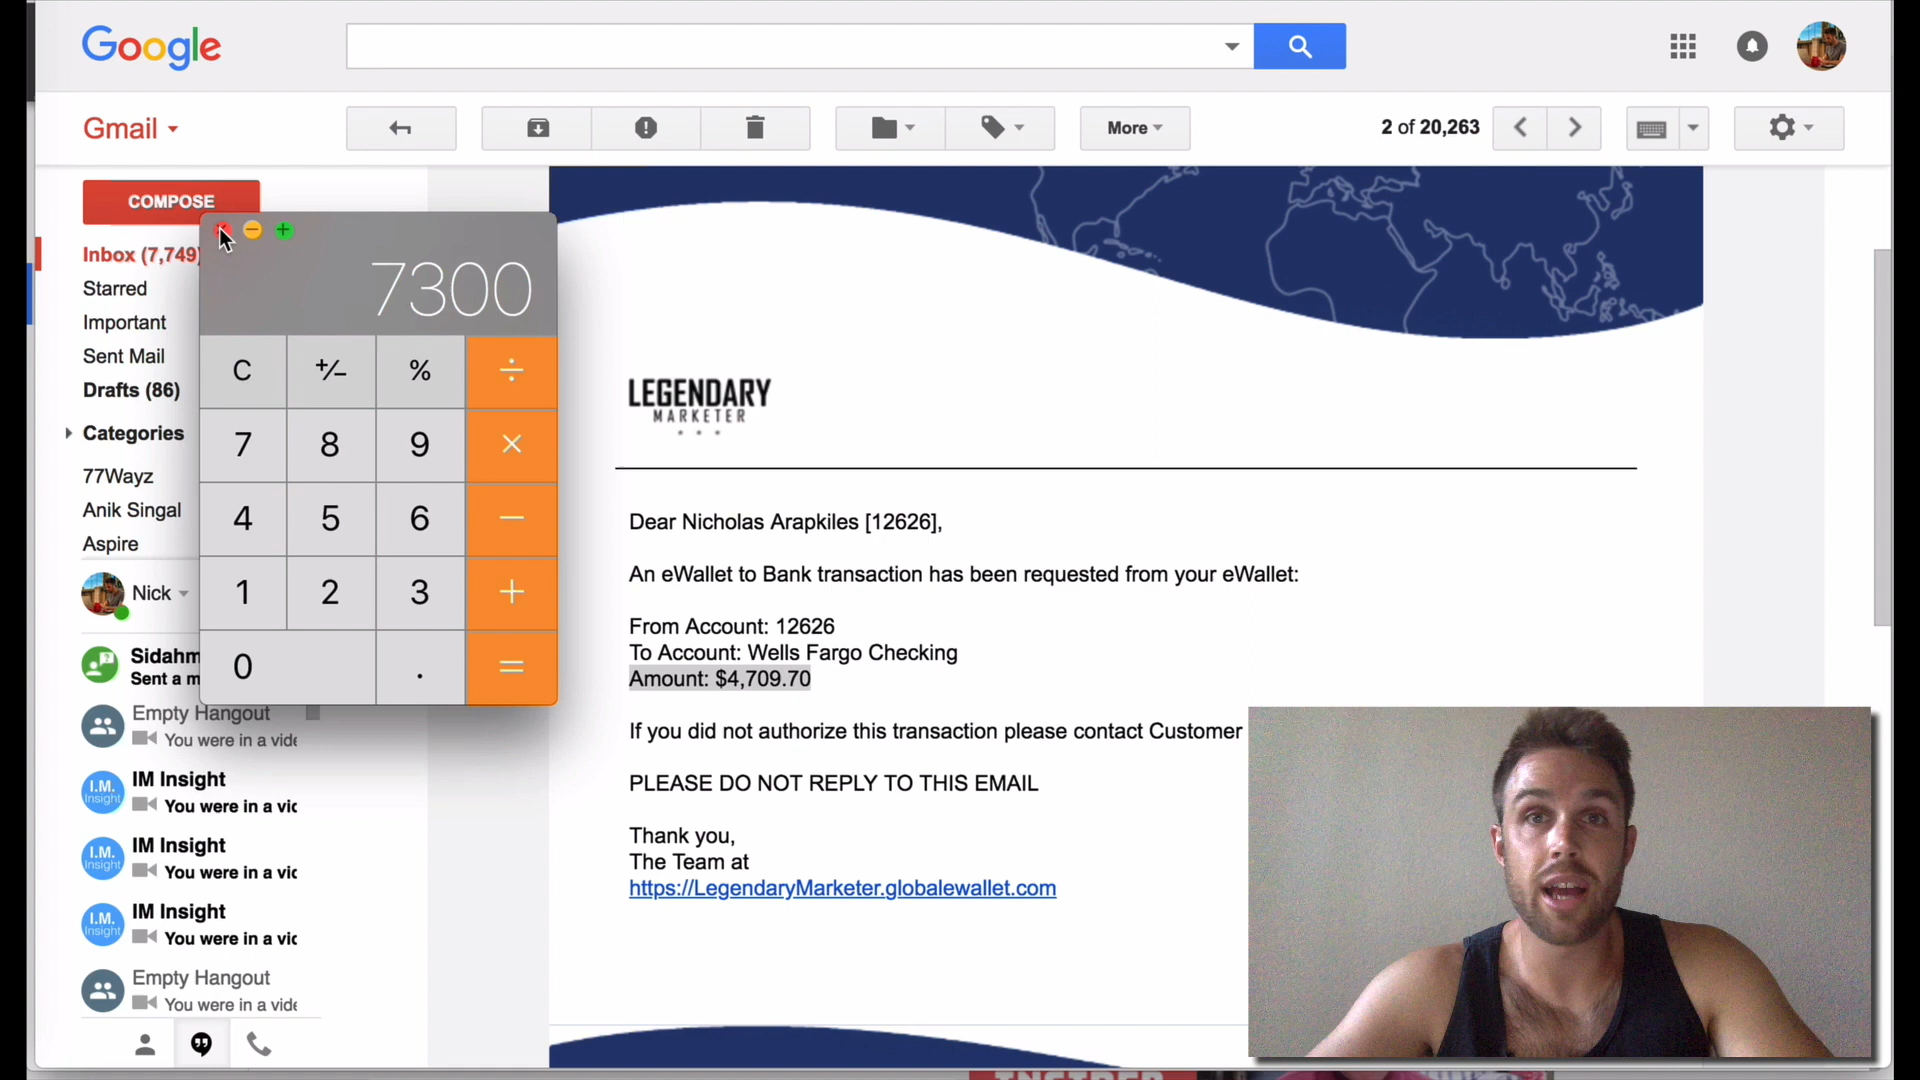 Google
Gmail
More
2 of 20,263
COMPOSE
Inbox (7,749)
Starred
Important
Sent Mail
Drafts (86)
Categories
77Wayz
Anik Singal
Aspire
Nick
Sidahm
Sent a m
Empty Hangout
You were in a vide
I.M. Insight
IM Insight
You were in a vic
I.M. Insight
IM Insight
You were in a vic
I.M. Insight
IM Insight
You were in a vic
Empty Hangout
You were in a vide
7300
C +/− % ÷
7 8 9 ×
4 5 6 −
1 2 3 +
0 . =
LEGENDARY
MARKETER
Dear Nicholas Arapkiles [12626],
An eWallet to Bank transaction has been requested from your eWallet:
From Account: 12626
To Account: Wells Fargo Checking
Amount: $4,709.70
If you did not authorize this transaction please contact Customer
PLEASE DO NOT REPLY TO THIS EMAIL
Thank you,
The Team at
https://LegendaryMarketer.globalewallet.com